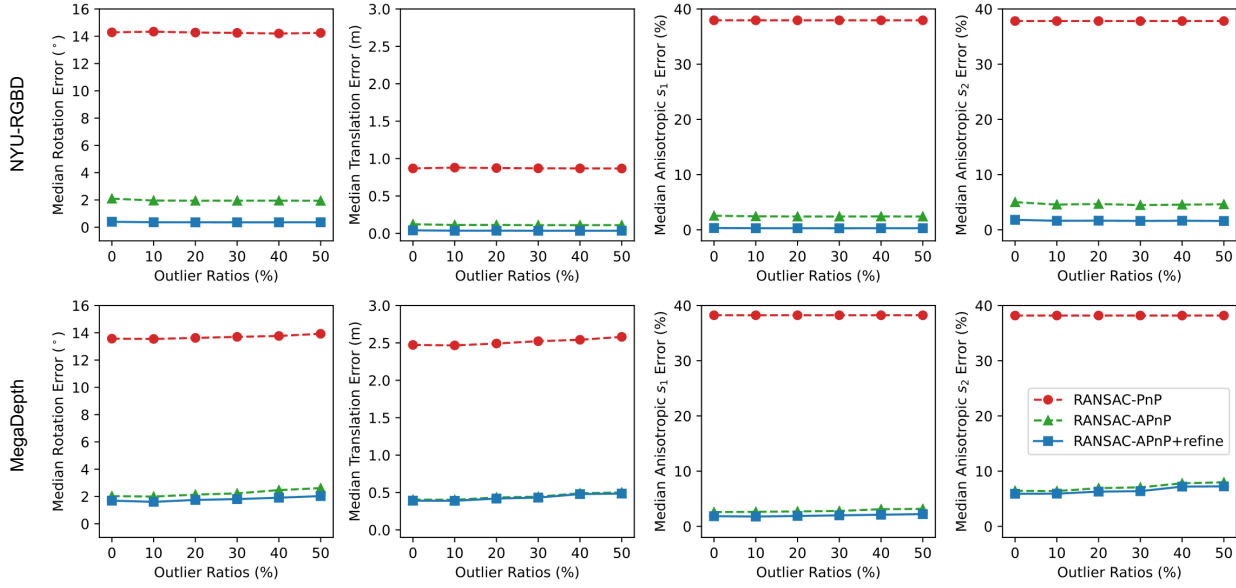 NYU-RGBD
Median Rotation Error (°)
16
14
12
10
8
6
4
2
0
0 10 20 30 40 50
Outlier Ratios (%)
Median Translation Error (m)
3.0
2.5
2.0
1.5
1.0
0.5
0.0
0 10 20 30 40 50
Outlier Ratios (%)
Median Anisotropic s₁ Error (%)
40
30
20
10
0
0 10 20 30 40 50
Outlier Ratios (%)
Median Anisotropic s₂ Error (%)
40
30
20
10
0
0 10 20 30 40 50
Outlier Ratios (%)
MegaDepth
Median Rotation Error (°)
16
14
12
10
8
6
4
2
0
0 10 20 30 40 50
Outlier Ratios (%)
Median Translation Error (m)
3.0
2.5
2.0
1.5
1.0
0.5
0.0
0 10 20 30 40 50
Outlier Ratios (%)
Median Anisotropic s₁ Error (%)
40
30
20
10
0
0 10 20 30 40 50
Outlier Ratios (%)
Median Anisotropic s₂ Error (%)
40
30
20
10
0
RANSAC-PnP
RANSAC-APnP
RANSAC-APnP+refine
0 10 20 30 40 50
Outlier Ratios (%)